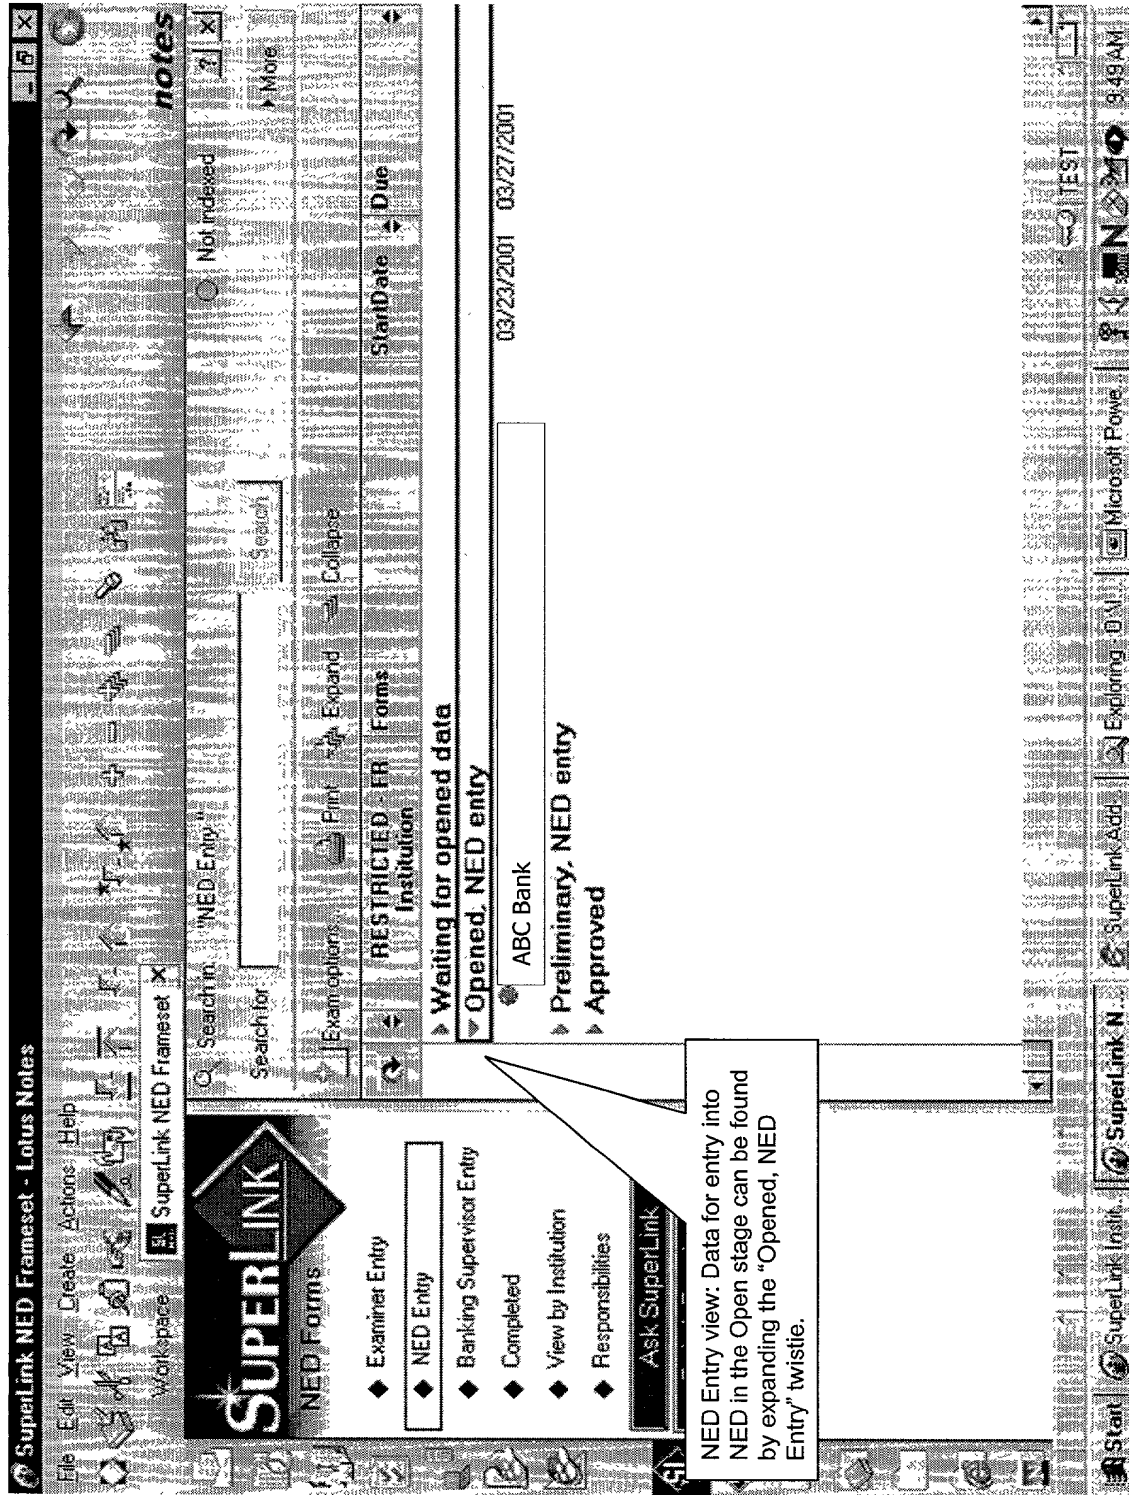 SuperLink NED Frameset - Lotus Notes
File Edit View Create Actions Help
Workspace SuperLink NED Frameset X
notes
SUPERLINK
NED Forms
Examiner Entry
NED Entry
Banking Supervisor Entry
Completed
View by Institution
Responsibilities
Ask SuperLink
Search in "NED Entry" Not Indexed
Search for Search More
Exam options Print Expand Collapse
RESTRICTED - FR Forms
Institution StartDate Due
Waiting for opened data
Opened, NED entry
ABC Bank 03/23/2001 03/27/2001
Preliminary, NED entry
Approved
NED Entry view: Data for entry into
NED in the Open stage can be found
by expanding the “Opened, NED
Entry” twistie.
TEST
Start SuperLink Instit... SuperLink N... SuperLink Add... Exploring - D:\I... Microsoft Powe... 9:49 AM